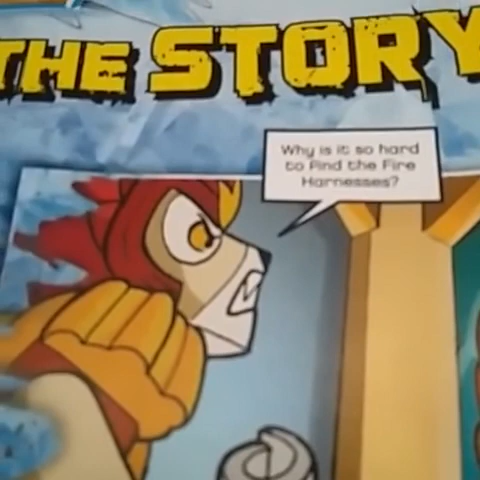 THE STORY
Why is it so hard
to find the Fire
Harnesses?